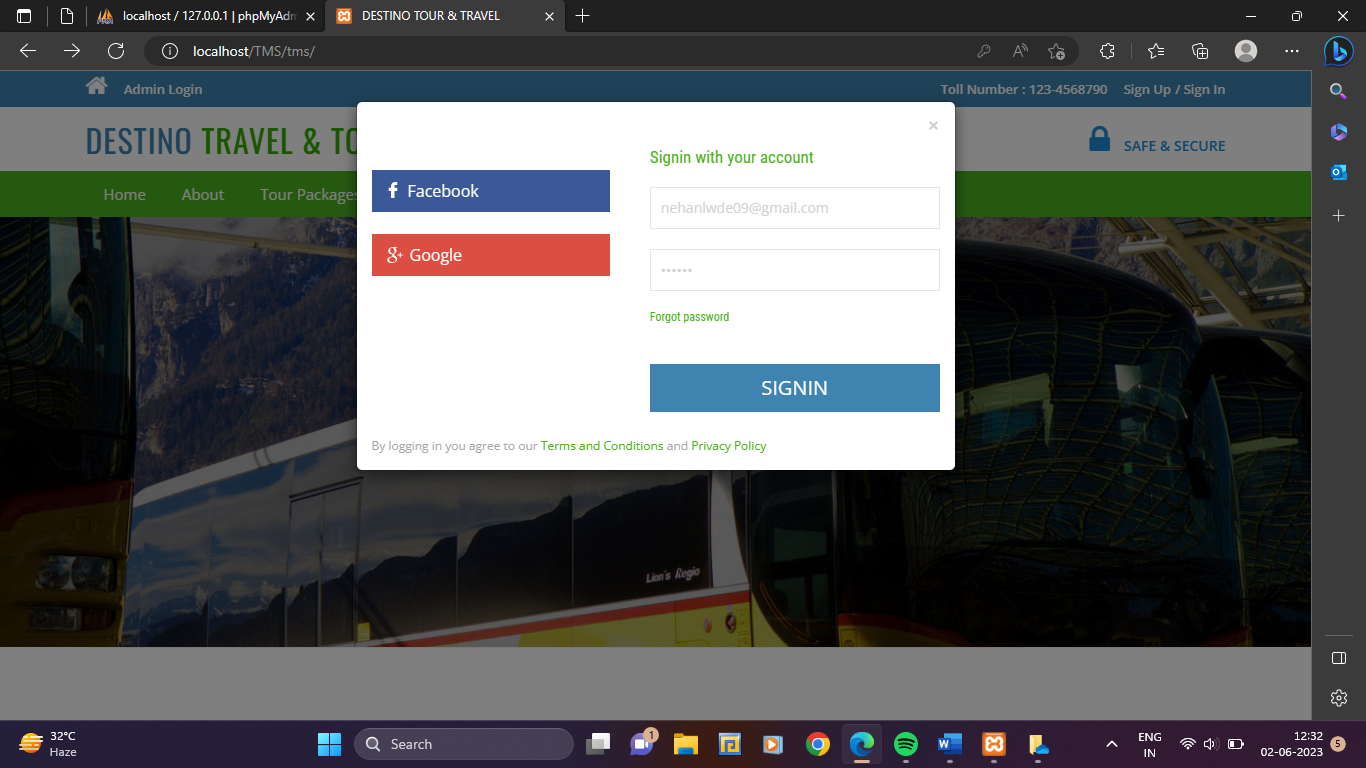 localhost / 127.0.0.1 | phpMyAdm
DESTINO TOUR & TRAVEL
localhost/TMS/tms/
Admin Login
Toll Number : 123-4568790
Sign Up / Sign In
DESTINO TRAVEL & TO
SAFE & SECURE
Home
About
Tour Packages
×
Signin with your account
Facebook
nehanlwde09@gmail.com
Google
••••••
Forgot password
SIGNIN
By logging in you agree to our Terms and Conditions and Privacy Policy
Lion's Regio
32°C
Haze
Search
1
ENG
IN
12:32
02-06-2023
5